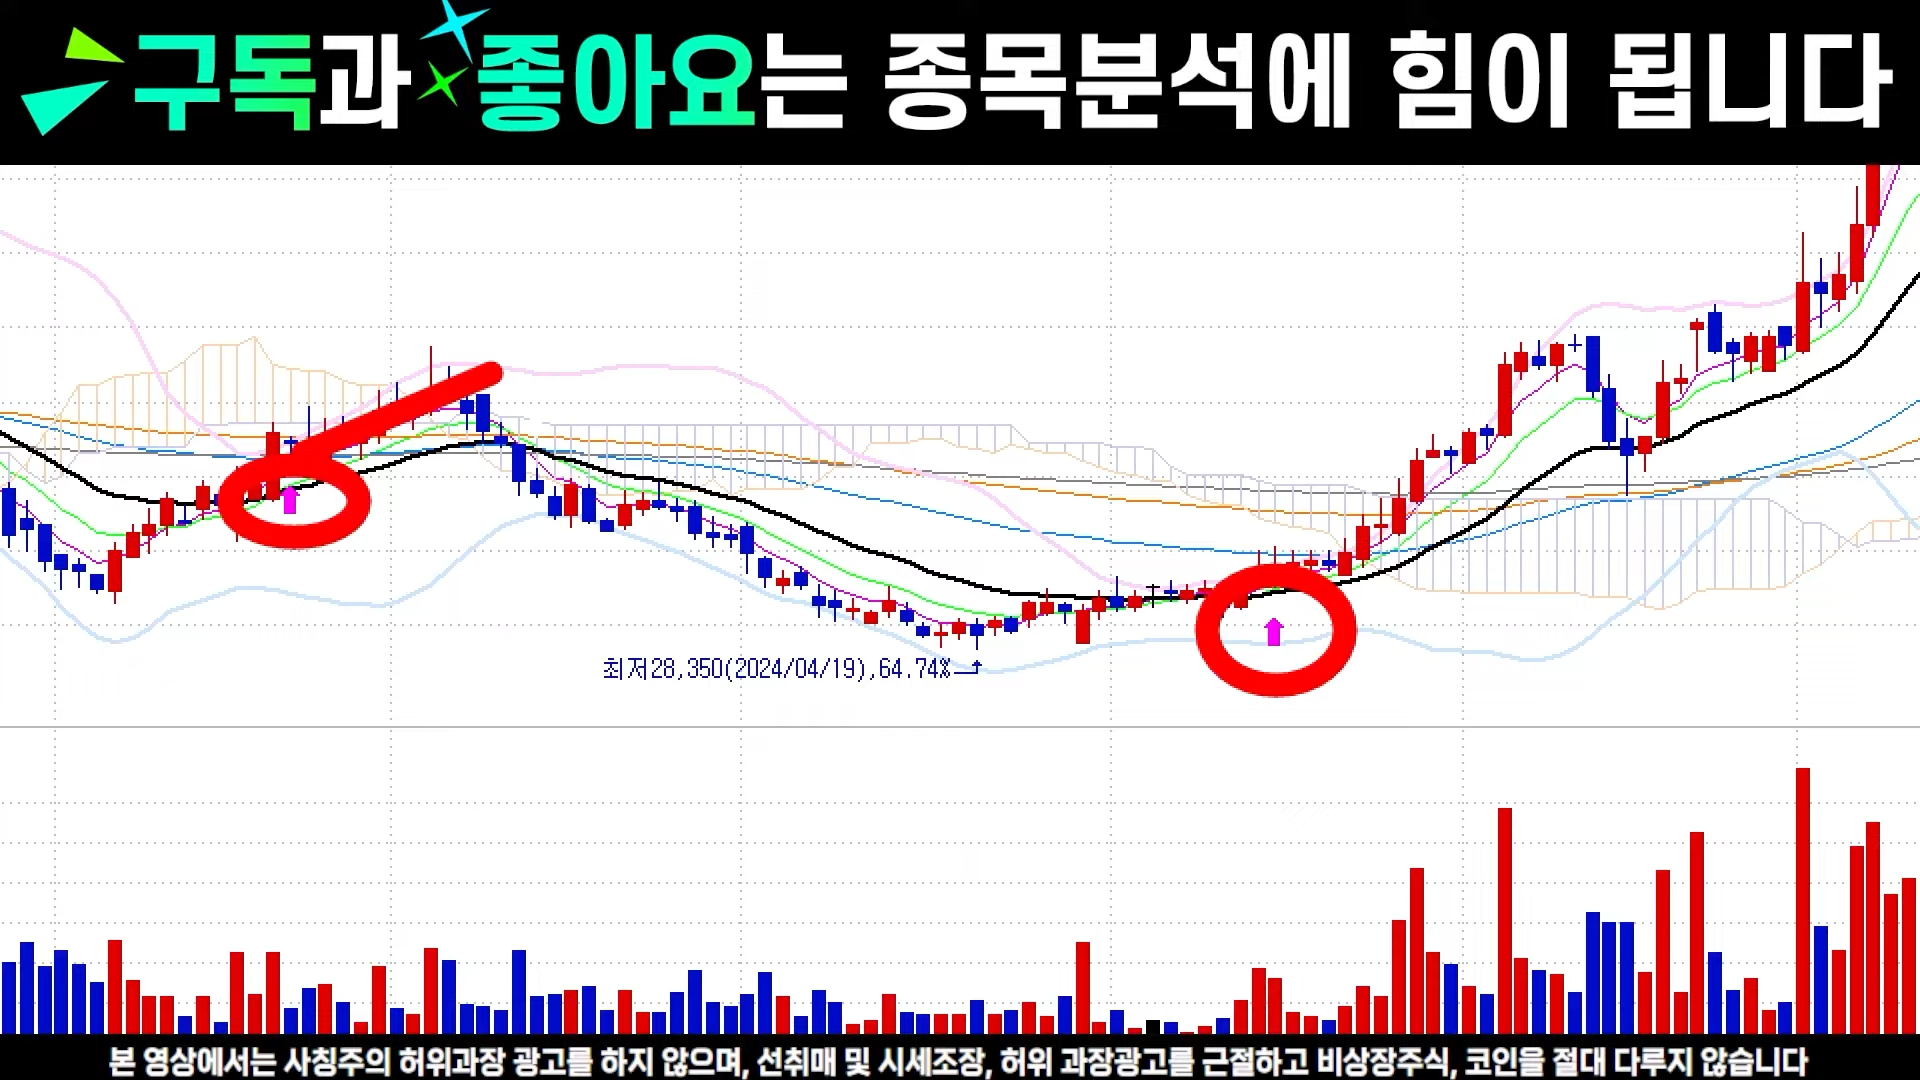 구독과 좋아요는 종목분석에 힘이 됩니다
최저28,350(2024/04/19),64.74%
본 영상에서는 사칭주의 허위과장 광고를 하지 않으며, 선취매 및 시세조장, 허위 과장광고를 근절하고 비상장주식, 코인을 절대 다루지 않습니다